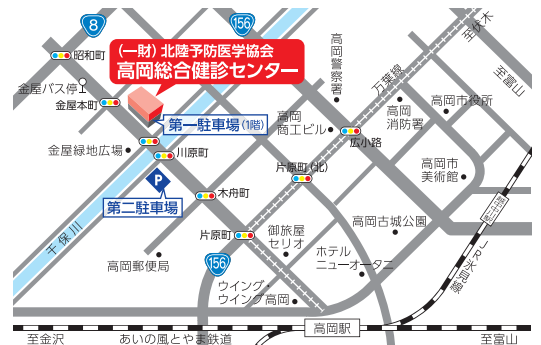 8
156
至伏木
昭和町
(一財)北陸予防医学協会
高岡総合健診センター
高岡警察署
万葉線
至富山
金屋バス停
金屋本町
第一駐車場(1階)
高岡
商工ビル
高岡
消防署
高岡市役所
広小路
金屋緑地広場
川原町
片原町(北)
高岡市
美術館
P
第二駐車場
木舟町
千保川
片原町
御旅屋
セリオ
高岡古城公園
高岡郵便局
156
ホテル
ニューオータニ
JR氷見線
ウイング・
ウイング高岡
高岡駅
至金沢
あいの風とやま鉄道
至富山